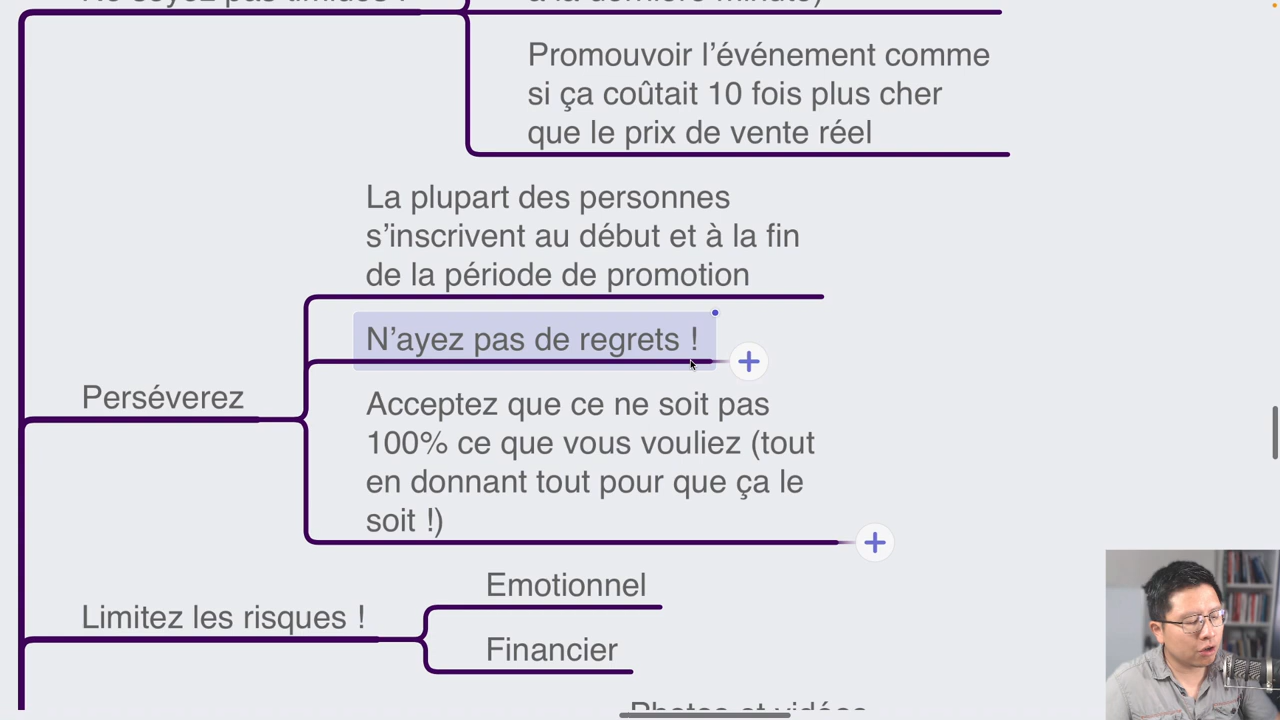 Promouvoir l’événement comme
si ça coûtait 10 fois plus cher
que le prix de vente réel
La plupart des personnes
s’inscrivent au début et à la fin
de la période de promotion
N’ayez pas de regrets !
Perséverez
Acceptez que ce ne soit pas
100% ce que vous vouliez (tout
en donnant tout pour que ça le
soit !)
Emotionnel
Limitez les risques !
Financier
Photos et vidéos